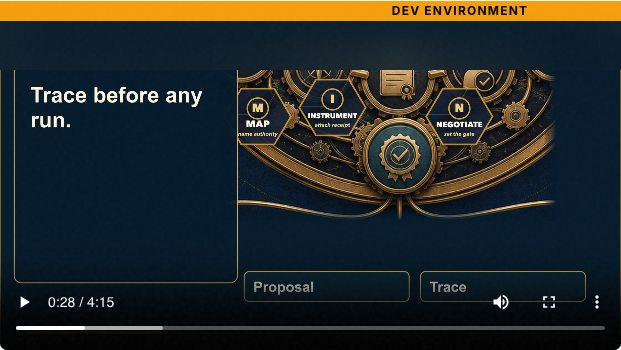 DEV ENVIRONMENT
Trace before any
run.
M
MAP
name authority
I
INSTRUMENT
attach receipt
N
NEGOTIATE
set the gate
Proposal
Trace
0:28 / 4:15